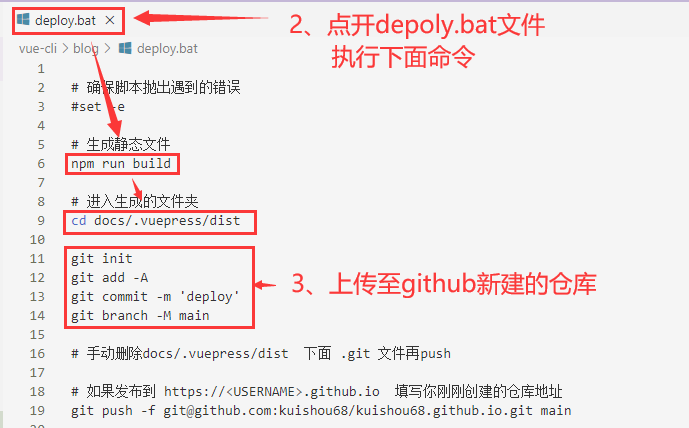 deploy.bat ×
2、点开depoly.bat文件
执行下面命令
vue-cli > blog > deploy.bat
1
2 # 确保脚本抛出遇到的错误
3 #set -e
4
5 # 生成静态文件
6 npm run build
7
8 # 进入生成的文件夹
9 cd docs/.vuepress/dist
10
11 git init
12 git add -A
13 git commit -m 'deploy'
14 git branch -M main
3、上传至github新建的仓库
15
16 # 手动删除docs/.vuepress/dist 下面 .git 文件再push
17
18 # 如果发布到 https://<USERNAME>.github.io 填写你刚刚创建的仓库地址
19 git push -f git@github.com:kuishou68/kuishou68.github.io.git main